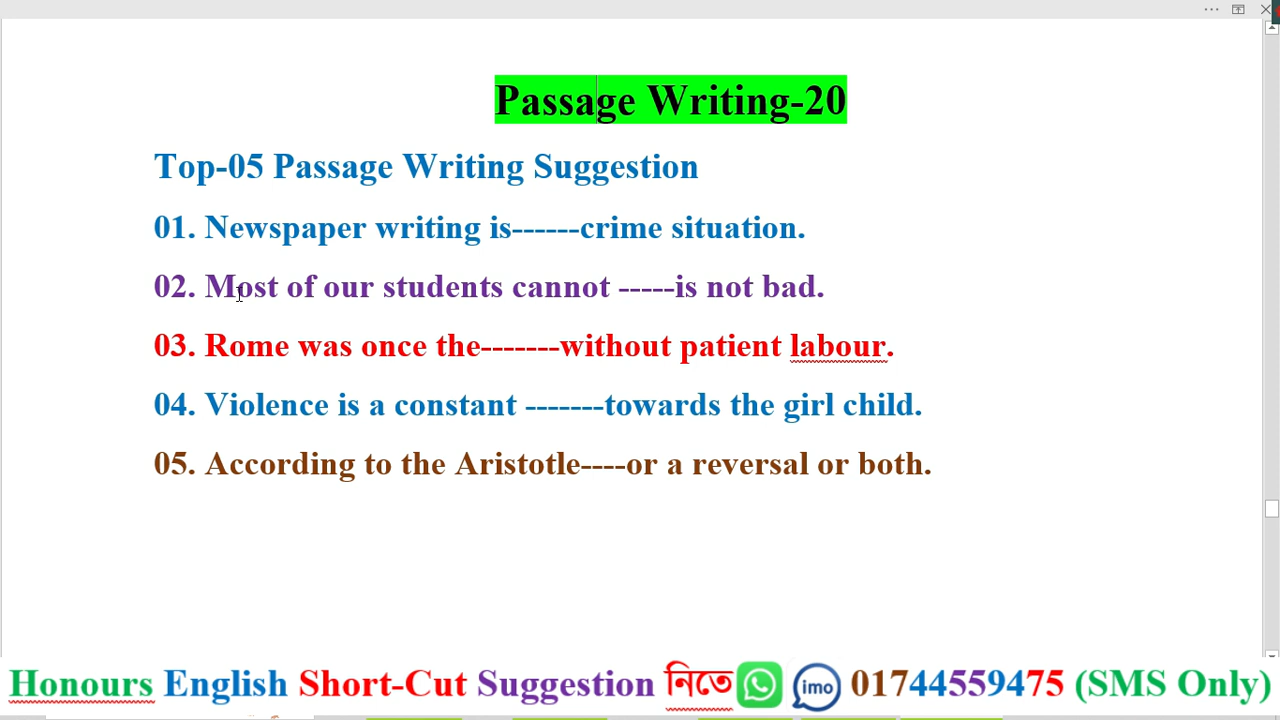 Passage Writing-20
Top-05 Passage Writing Suggestion
01. Newspaper writing is------crime situation.
02. Most of our students cannot -----is not bad.
03. Rome was once the-------without patient labour.
04. Violence is a constant -------towards the girl child.
05. According to the Aristotle----or a reversal or both.
Honours English Short-Cut Suggestion নিতে imo 01744559475 (SMS Only)